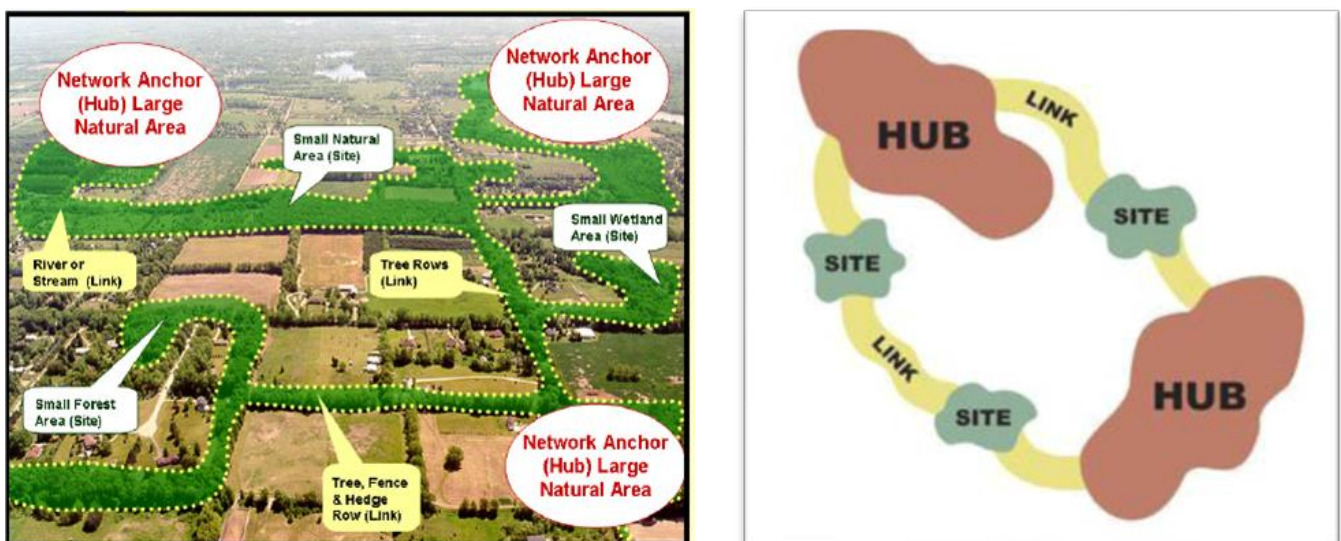 Network Anchor
(Hub) Large
Natural Area
Network Anchor
(Hub) Large
Natural Area
Small Natural
Area (Site)
Small Wetland
Area (Site)
River or
Stream (Link)
Tree Rows
(Link)
Small Forest
Area (Site)
Tree, Fence
& Hedge
Row (Link)
Network Anchor
(Hub) Large
Natural Area
HUB
LINK
SITE
SITE
LINK
SITE
HUB